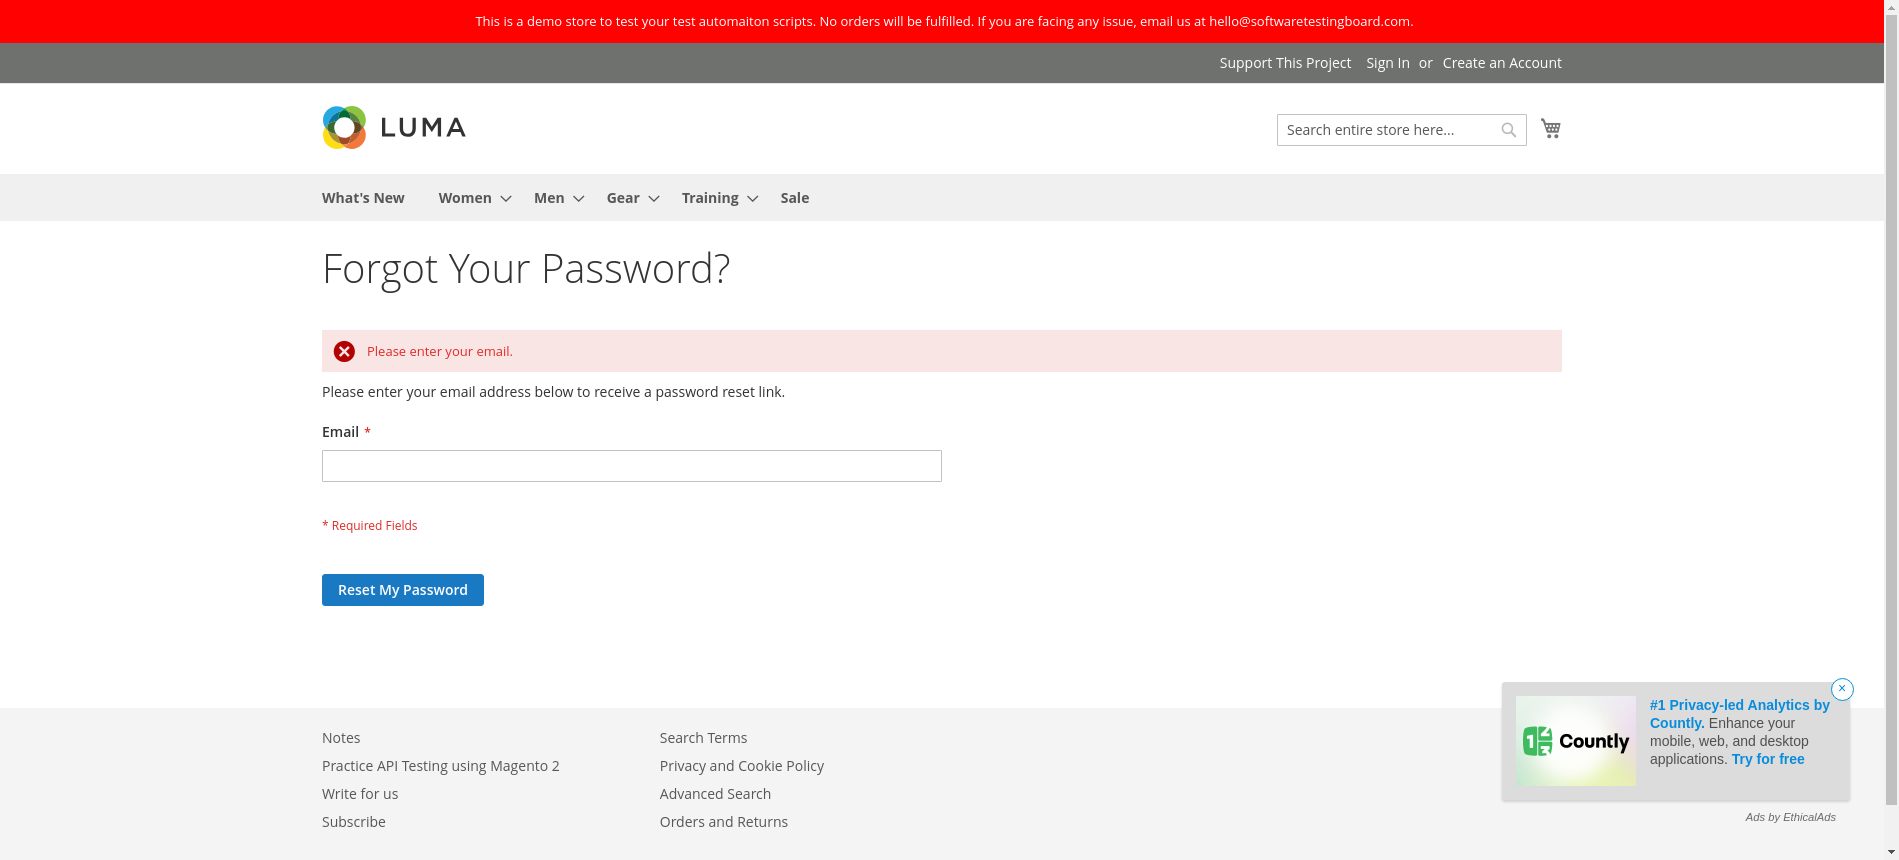 This is a demo store to test your test automaiton scripts. No orders will be fulfilled. If you are facing any issue, email us at hello@softwaretestingboard.com.
Support This Project Sign In or Create an Account
LUMA
Search entire store here...
What's New Women Men Gear Training Sale
Forgot Your Password?
Please enter your email.
Please enter your email address below to receive a password reset link.
Email *
* Required Fields
Reset My Password
Notes
Practice API Testing using Magento 2
Write for us
Subscribe
Search Terms
Privacy and Cookie Policy
Advanced Search
Orders and Returns
Countly
#1 Privacy-led Analytics by
Countly. Enhance your
mobile, web, and desktop
applications. Try for free
Ads by EthicalAds